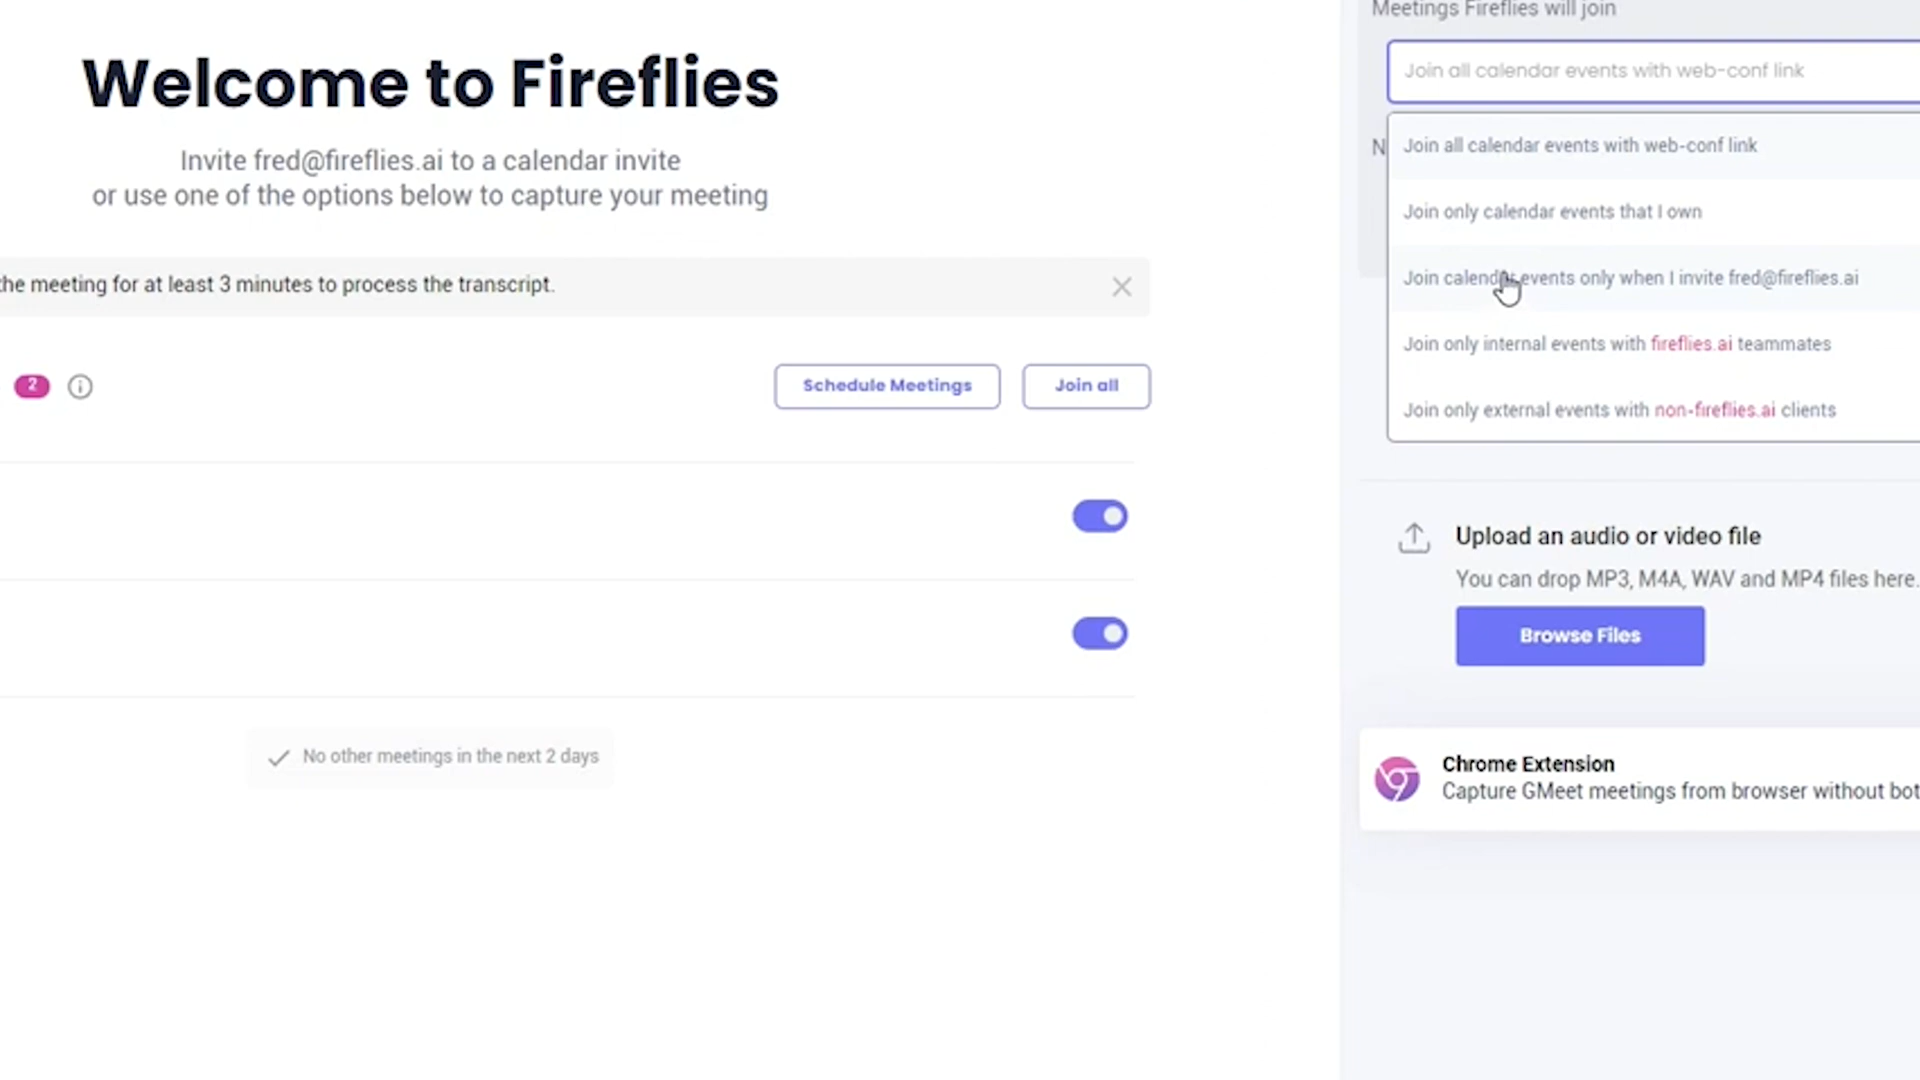 Welcome to Fireflies
Invite fred@fireflies.ai to a calendar invite
or use one of the options below to capture your meeting
the meeting for at least 3 minutes to process the transcript.
2
Schedule Meetings
Join all
No other meetings in the next 2 days
Meetings Fireflies will join
Join all calendar events with web-conf link
N
Join all calendar events with web-conf link
Join only calendar events that I own
Join calendar events only when I invite fred@fireflies.ai
Join only internal events with fireflies.ai teammates
Join only external events with non-fireflies.ai clients
Upload an audio or video file
You can drop MP3, M4A, WAV and MP4 files here.
Browse Files
Chrome Extension
Capture GMeet meetings from browser without bot